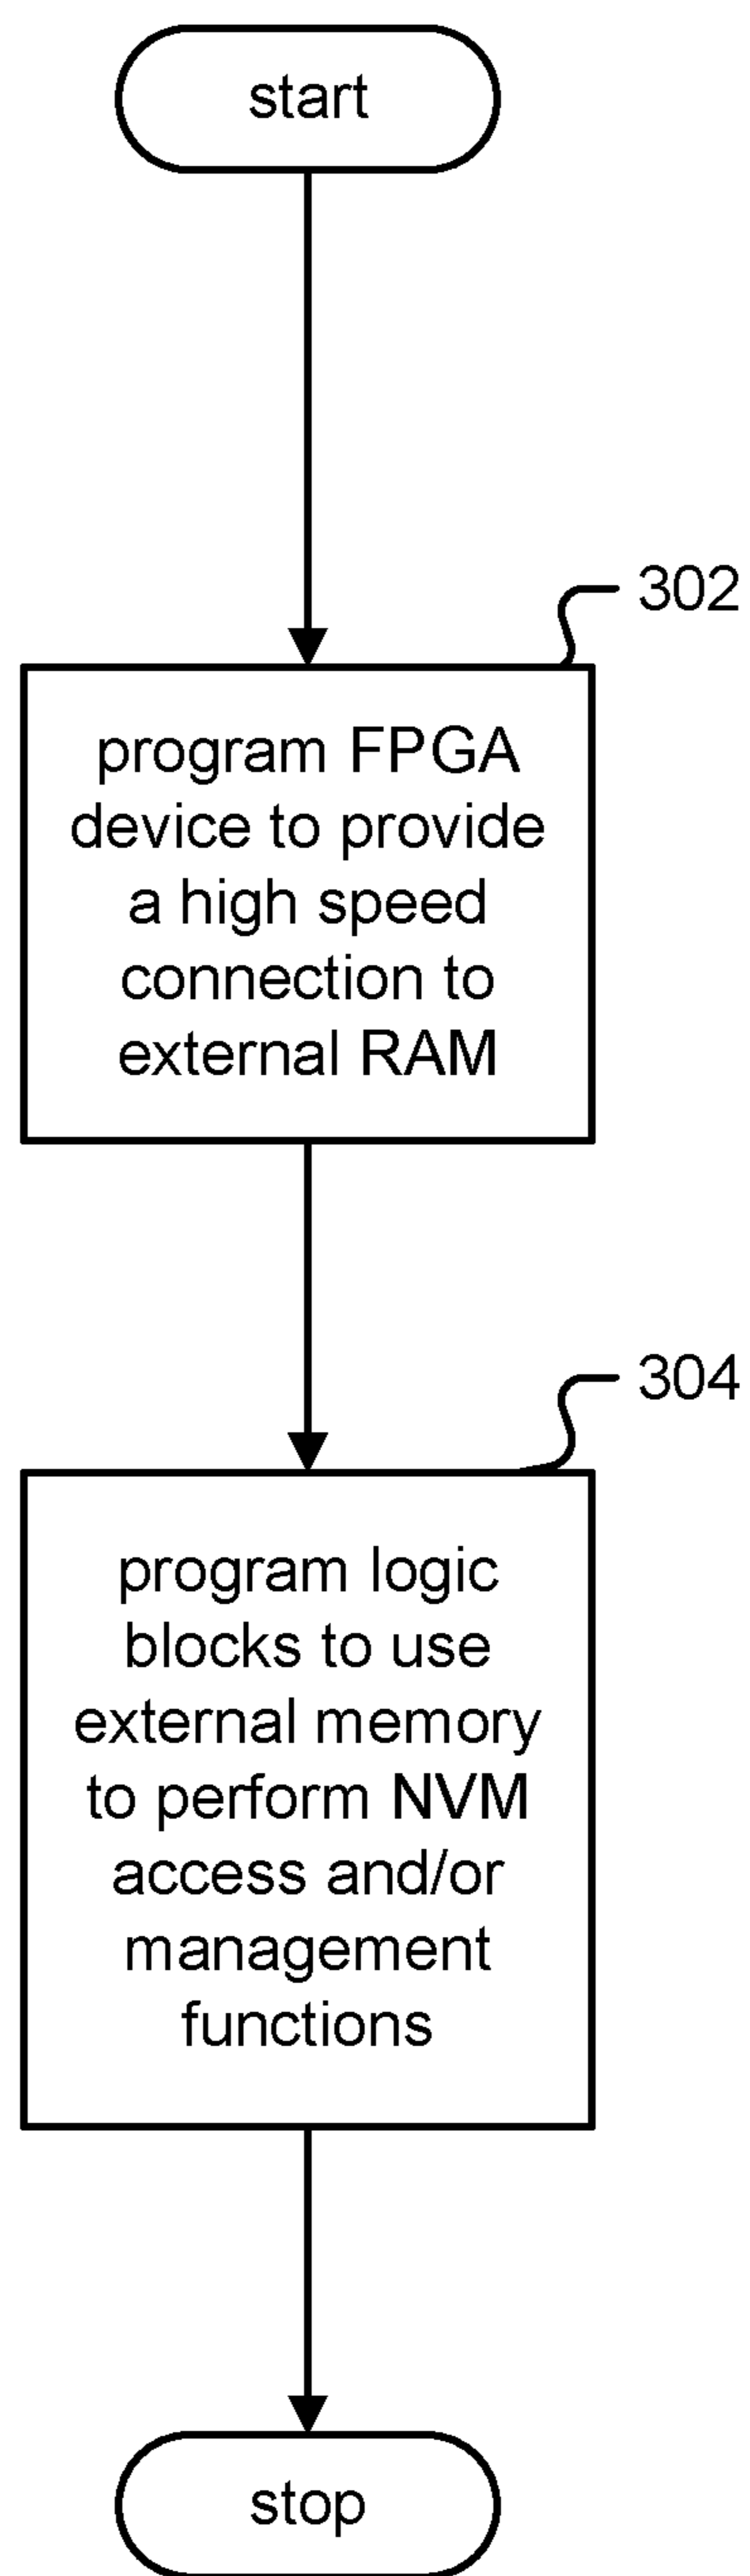 start
302
program FPGA
device to provide
a high speed
connection to
external RAM
304
program logic
blocks to use
external memory
to perform NVM
access and/or
management
functions
stop